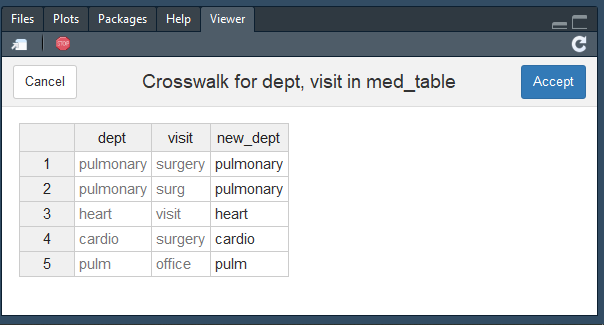 Files Plots Packages Help Viewer
STOP
Cancel Crosswalk for dept, visit in med_table Accept
dept visit new_dept
1 pulmonary surgery pulmonary
2 pulmonary surg pulmonary
3 heart visit heart
4 cardio surgery cardio
5 pulm office pulm